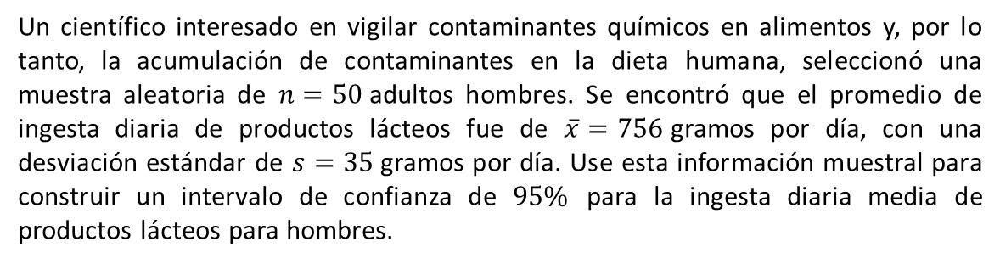 Un científico interesado en vigilar contaminantes químicos en alimentos y, por lo
tanto, la acumulación de contaminantes en la dieta humana, seleccionó una
muestra aleatoria de n = 50 adultos hombres. Se encontró que el promedio de
ingesta diaria de productos lácteos fue de x̄ = 756 gramos por día, con una
desviación estándar de s = 35 gramos por día. Use esta información muestral para
construir un intervalo de confianza de 95% para la ingesta diaria media de
productos lácteos para hombres.